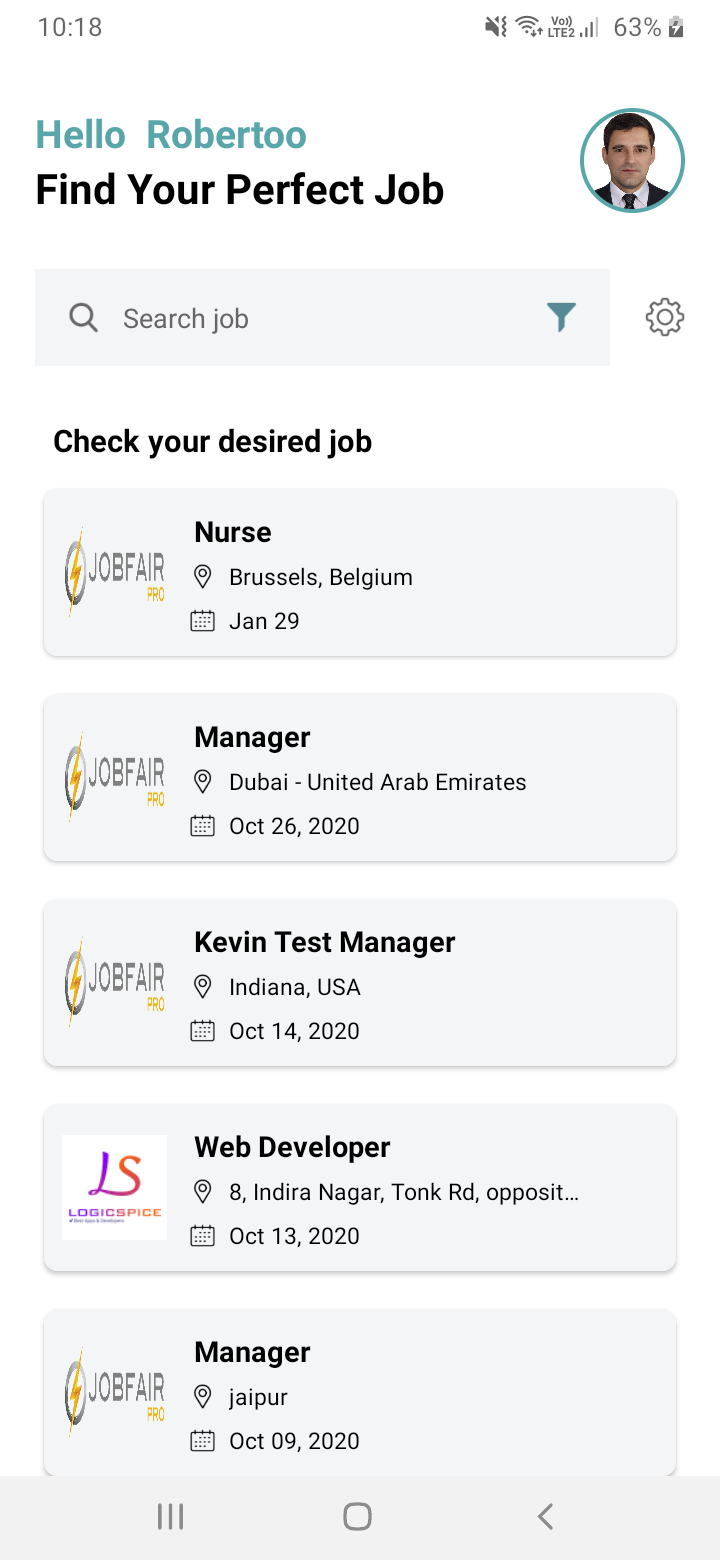 10:18 Vo)) LTE2 63%
Hello Robertoo
Find Your Perfect Job
Search job
Check your desired job
JOBFAIR PRO
Nurse
Brussels, Belgium
Jan 29
JOBFAIR PRO
Manager
Dubai - United Arab Emirates
Oct 26, 2020
JOBFAIR PRO
Kevin Test Manager
Indiana, USA
Oct 14, 2020
LS
LOGICSPICE
Best Apps & Developers
Web Developer
8, Indira Nagar, Tonk Rd, opposit...
Oct 13, 2020
JOBFAIR PRO
Manager
jaipur
Oct 09, 2020